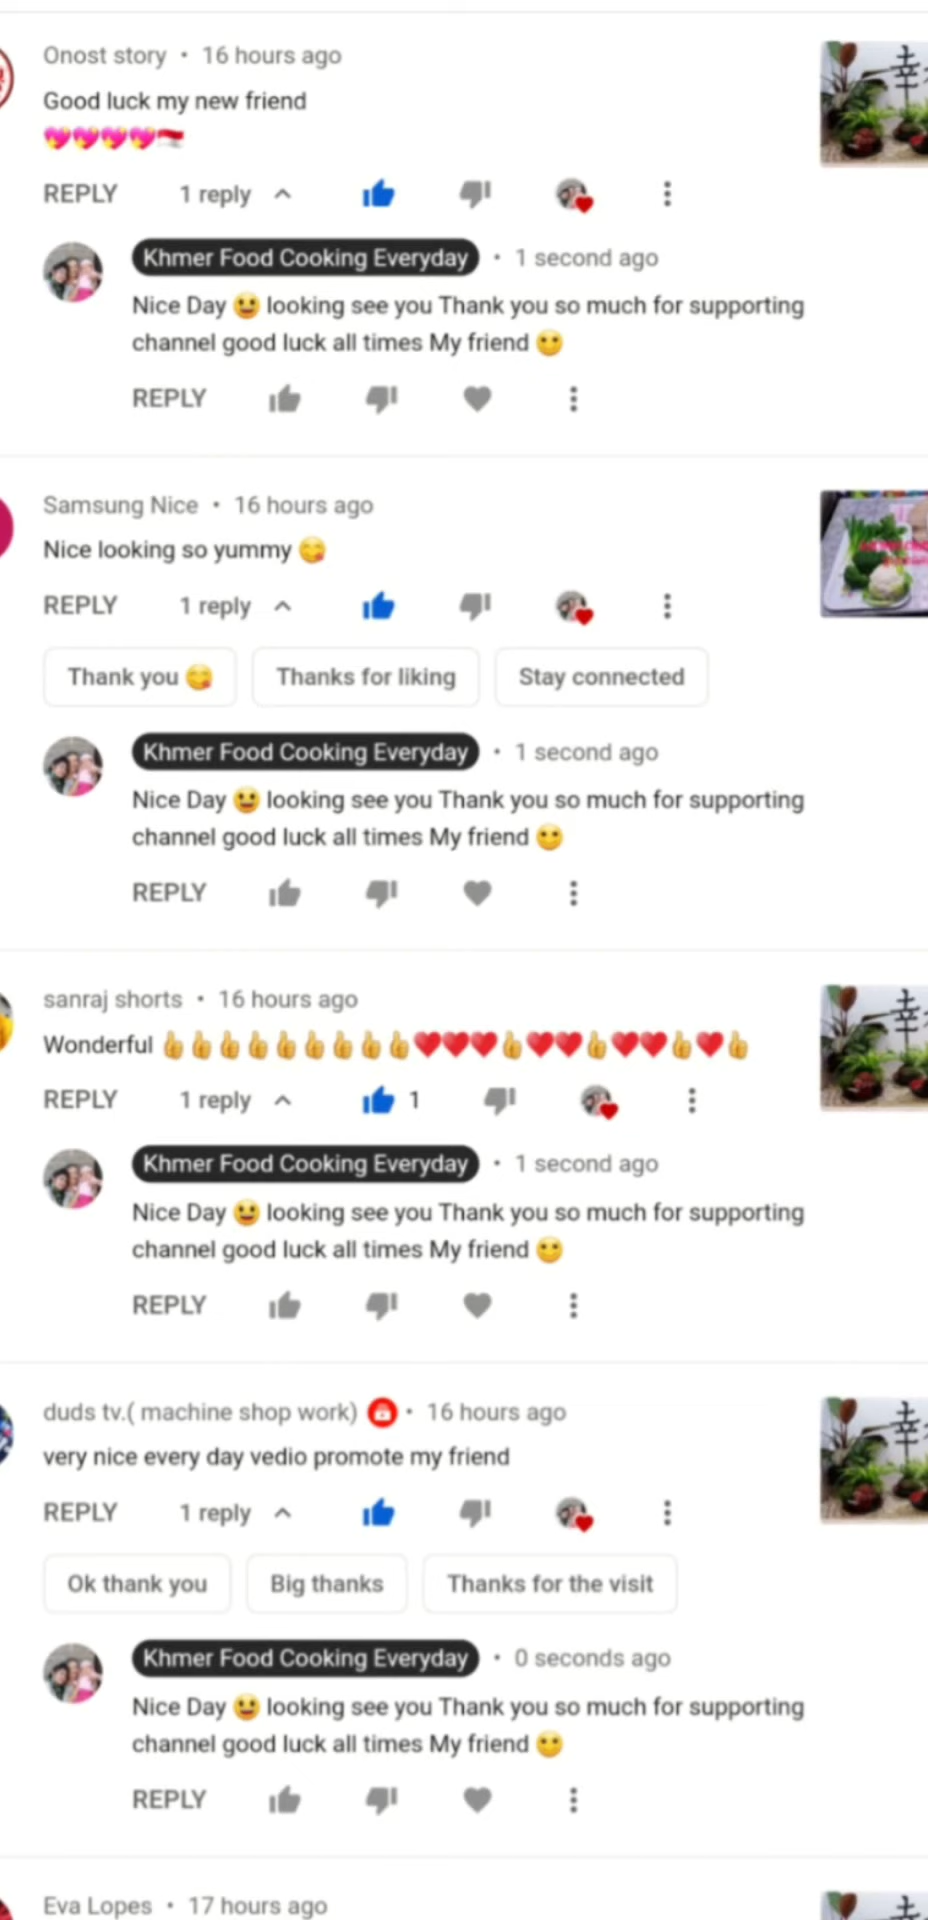 Onost story • 16 hours ago
Good luck my new friend
💖💖💖💖🇮🇩
REPLY 1 reply
Khmer Food Cooking Everyday • 1 second ago
Nice Day 😀 looking see you Thank you so much for supporting
channel good luck all times My friend 🙂
REPLY
Samsung Nice • 16 hours ago
Nice looking so yummy 😋
REPLY 1 reply
Thank you 😋 Thanks for liking Stay connected
Khmer Food Cooking Everyday • 1 second ago
Nice Day 😀 looking see you Thank you so much for supporting
channel good luck all times My friend 🙂
REPLY
sanraj shorts • 16 hours ago
Wonderful 👍👍👍👍👍👍👍👍👍❤️❤️❤️👍❤️❤️👍❤️❤️👍❤️👍
REPLY 1 reply 1
Khmer Food Cooking Everyday • 1 second ago
Nice Day 😀 looking see you Thank you so much for supporting
channel good luck all times My friend 🙂
REPLY
duds tv.( machine shop work) • 16 hours ago
very nice every day vedio promote my friend
REPLY 1 reply
Ok thank you Big thanks Thanks for the visit
Khmer Food Cooking Everyday • 0 seconds ago
Nice Day 😀 looking see you Thank you so much for supporting
channel good luck all times My friend 🙂
REPLY
Eva Lopes • 17 hours ago